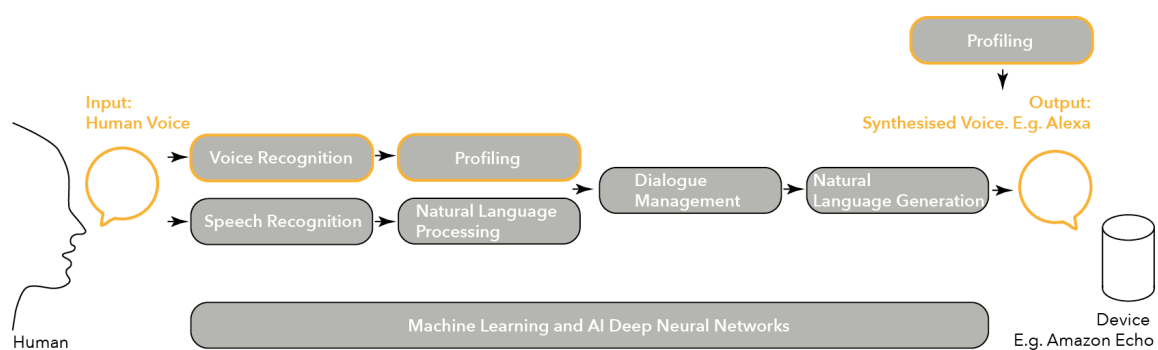 Profiling
Input:
Human Voice
Output:
Synthesised Voice. E.g. Alexa
Voice Recognition
Profiling
Speech Recognition
Natural Language
Processing
Dialogue
Management
Natural
Language Generation
Machine Learning and AI Deep Neural Networks
Human
Device
E.g. Amazon Echo